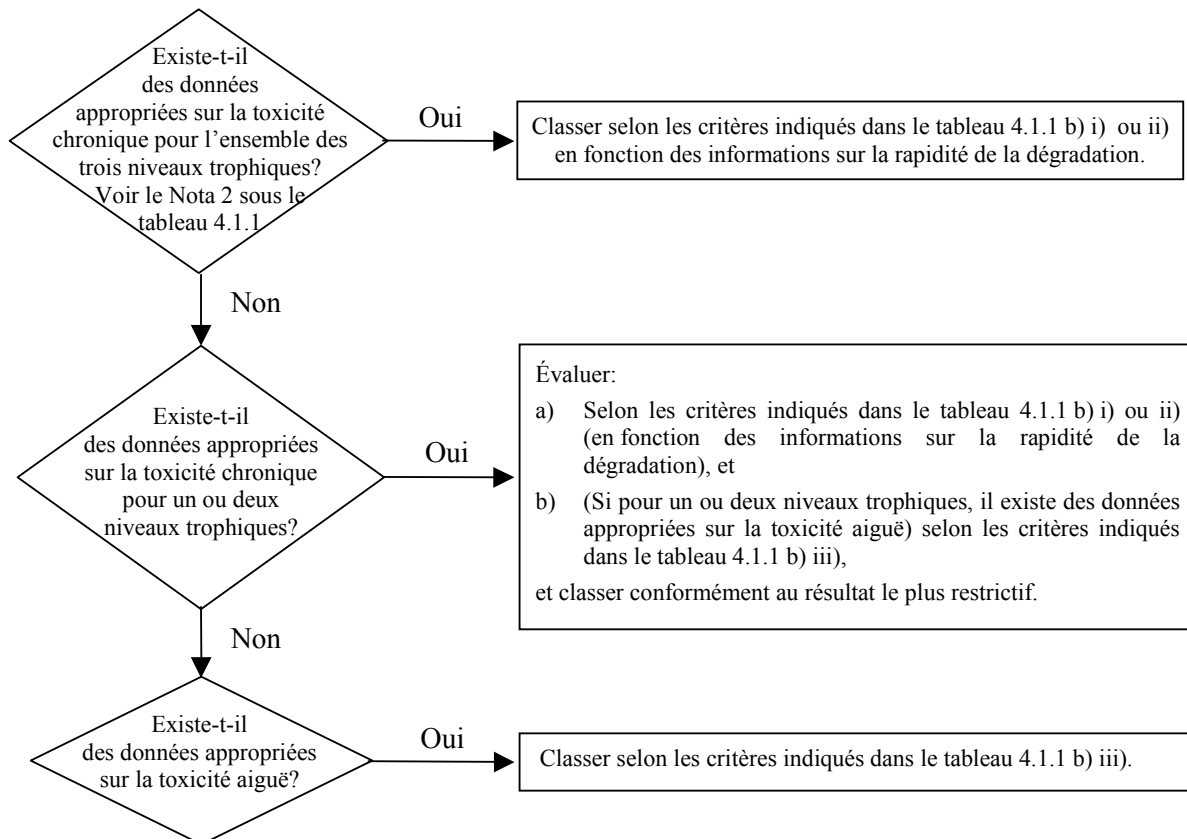 Existe-t-il
des données
appropriées sur la toxicité
chronique pour l'ensemble des
trois niveaux trophiques?
Voir le Nota 2 sous le
tableau 4.1.1
Oui
Classer selon les critères indiqués dans le tableau 4.1.1 b) i) ou ii)
en fonction des informations sur la rapidité de la dégradation.
Non
Existe-t-il
des données appropriées
sur la toxicité chronique
pour un ou deux
niveaux trophiques?
Oui
Évaluer:
a) Selon les critères indiqués dans le tableau 4.1.1 b) i) ou ii)
(en fonction des informations sur la rapidité de la
dégradation), et
b) (Si pour un ou deux niveaux trophiques, il existe des données
appropriées sur la toxicité aiguë) selon les critères indiqués
dans le tableau 4.1.1 b) iii),
et classer conformément au résultat le plus restrictif.
Non
Existe-t-il
des données appropriées
sur la toxicité aiguë?
Oui
Classer selon les critères indiqués dans le tableau 4.1.1 b) iii).